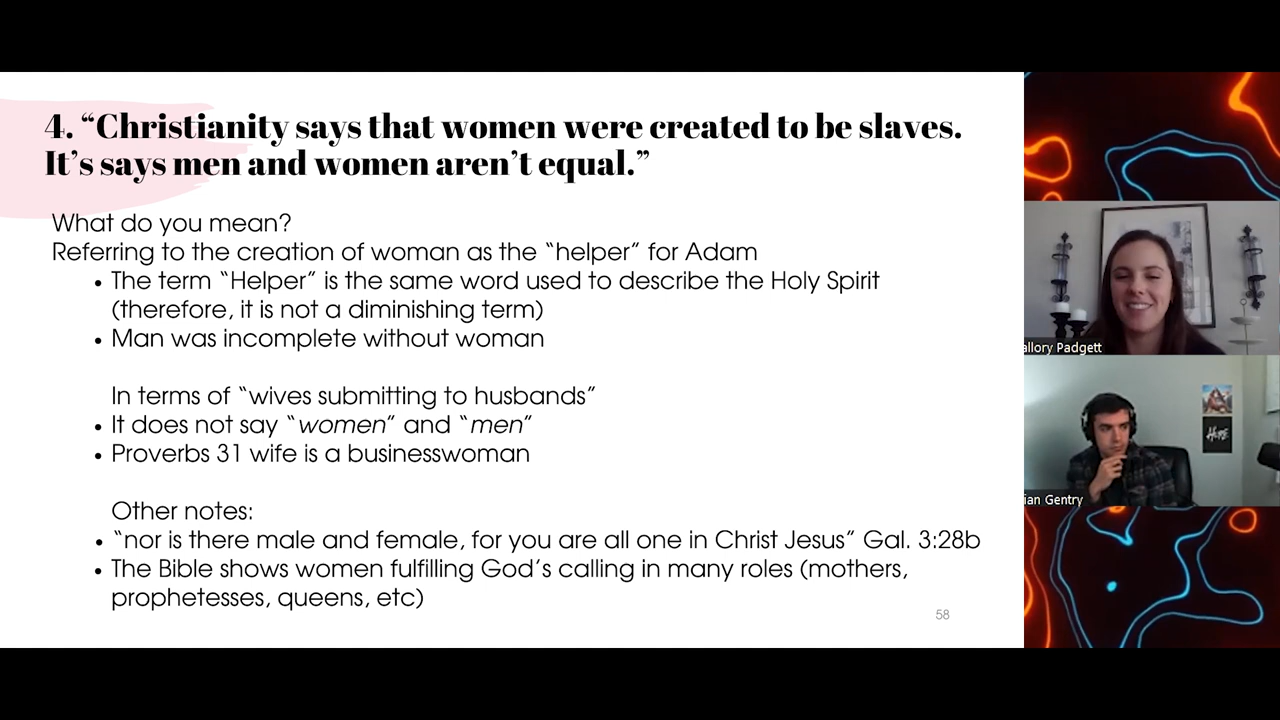 4. “Christianity says that women were created to be slaves.
It’s says men and women aren’t equal.”
What do you mean?
Referring to the creation of woman as the “helper” for Adam
• The term “Helper” is the same word used to describe the Holy Spirit
(therefore, it is not a diminishing term)
• Man was incomplete without woman
In terms of “wives submitting to husbands”
• It does not say “women” and “men”
• Proverbs 31 wife is a businesswoman
Other notes:
• “nor is there male and female, for you are all one in Christ Jesus” Gal. 3:28b
• The Bible shows women fulfilling God’s calling in many roles (mothers,
prophetesses, queens, etc)
58
allory Padgett
HERE
ian Gentry